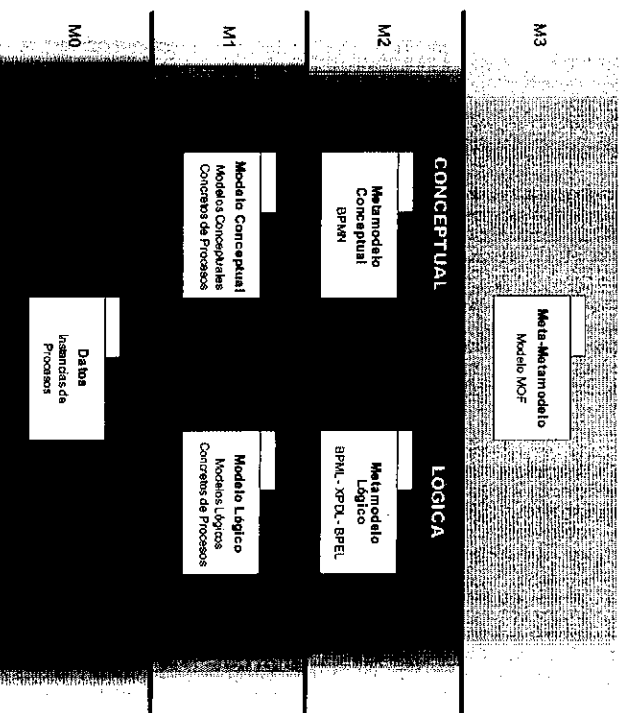 M3
Meta-Metamodelo
Modelo MOF
CONCEPTUAL
LOGICA
M2
Metamodelo
Conceptual
BPMN
Metamodelo
Lógico
BPML - XPDL - BPEL
M1
Modelo Conceptual
Modelos Conceptuales
Concretos de Procesos
Modelo Lógico
Modelos Lógicos
Concretos de Procesos
M0
Datos
Instancias de
Procesos